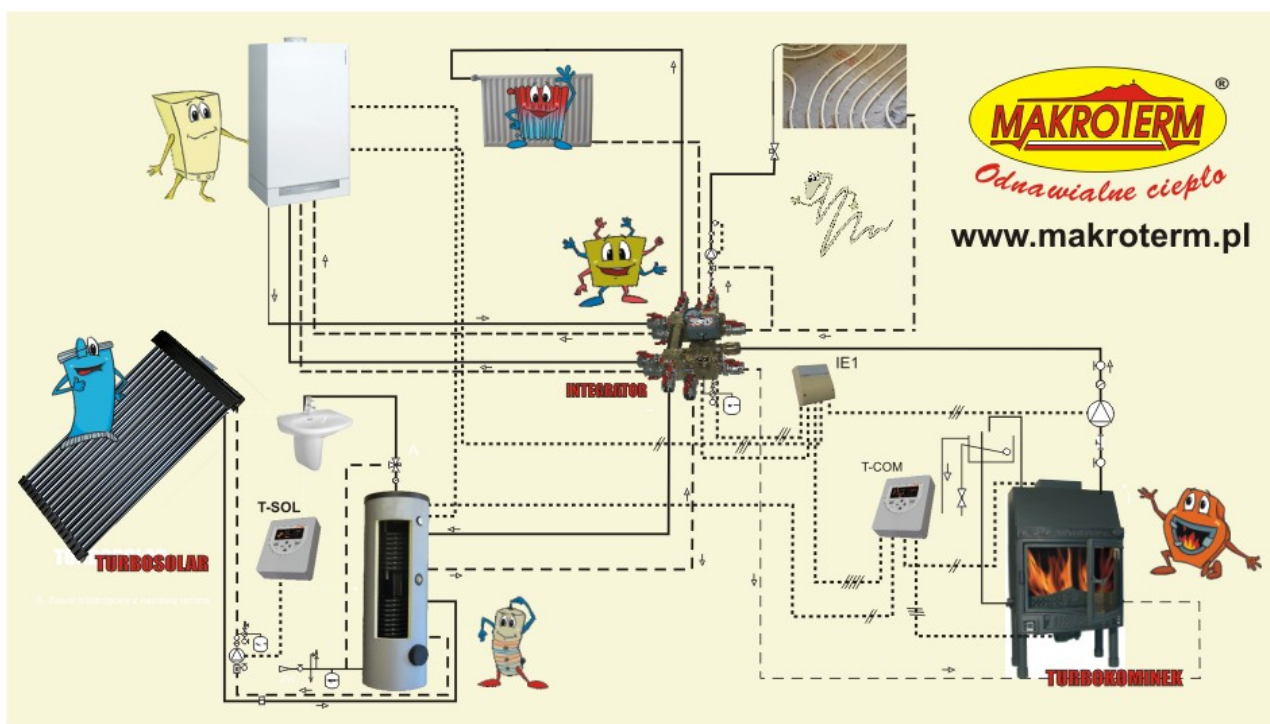 MAKROTERM
®
Odnawialne ciepło
www.makroterm.pl
IE1
INTEGRATOR
A
T-COM
T-SOL
TURBOSOLAR
TURBOKOMINEK